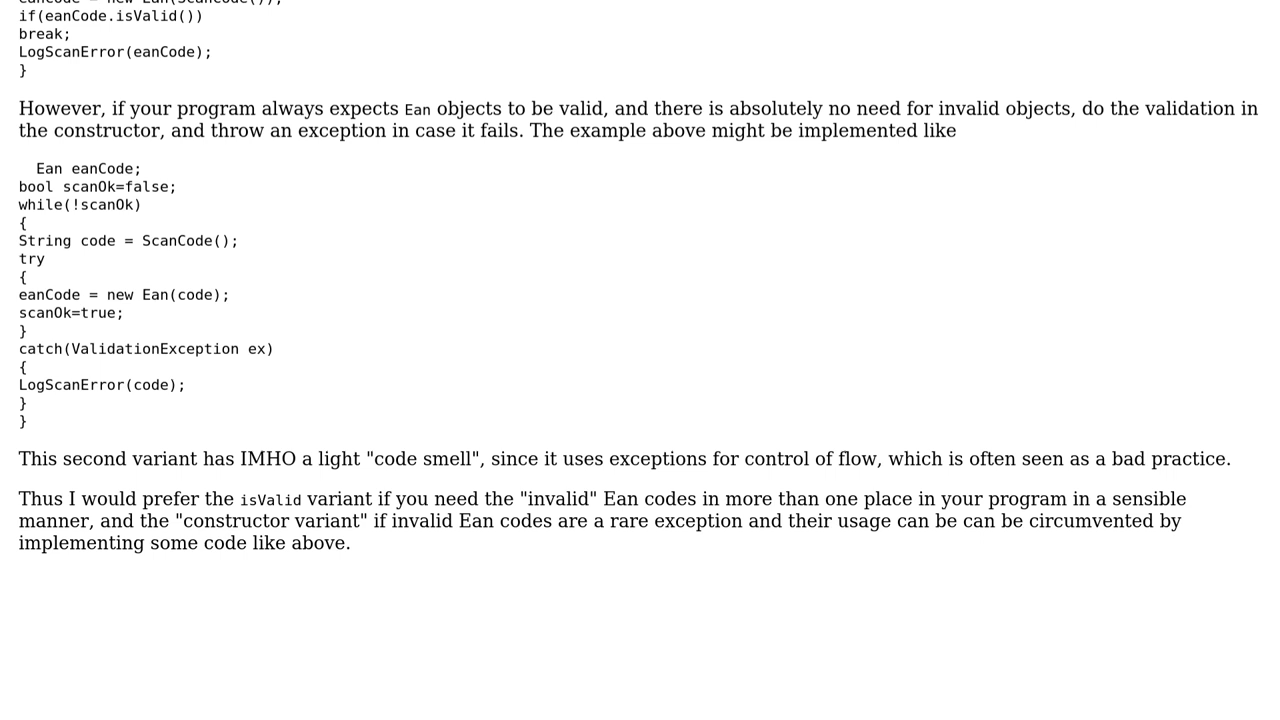 eanCode = new Ean(ScanCode());
if(eanCode.isValid())
break;
LogScanError(eanCode);
}
However, if your program always expects Ean objects to be valid, and there is absolutely no need for invalid objects, do the validation in
the constructor, and throw an exception in case it fails. The example above might be implemented like
Ean eanCode;
bool scanOk=false;
while(!scanOk)
{
String code = ScanCode();
try
{
eanCode = new Ean(code);
scanOk=true;
}
catch(ValidationException ex)
{
LogScanError(code);
}
}
This second variant has IMHO a light "code smell", since it uses exceptions for control of flow, which is often seen as a bad practice.
Thus I would prefer the isValid variant if you need the "invalid" Ean codes in more than one place in your program in a sensible
manner, and the "constructor variant" if invalid Ean codes are a rare exception and their usage can be can be circumvented by
implementing some code like above.